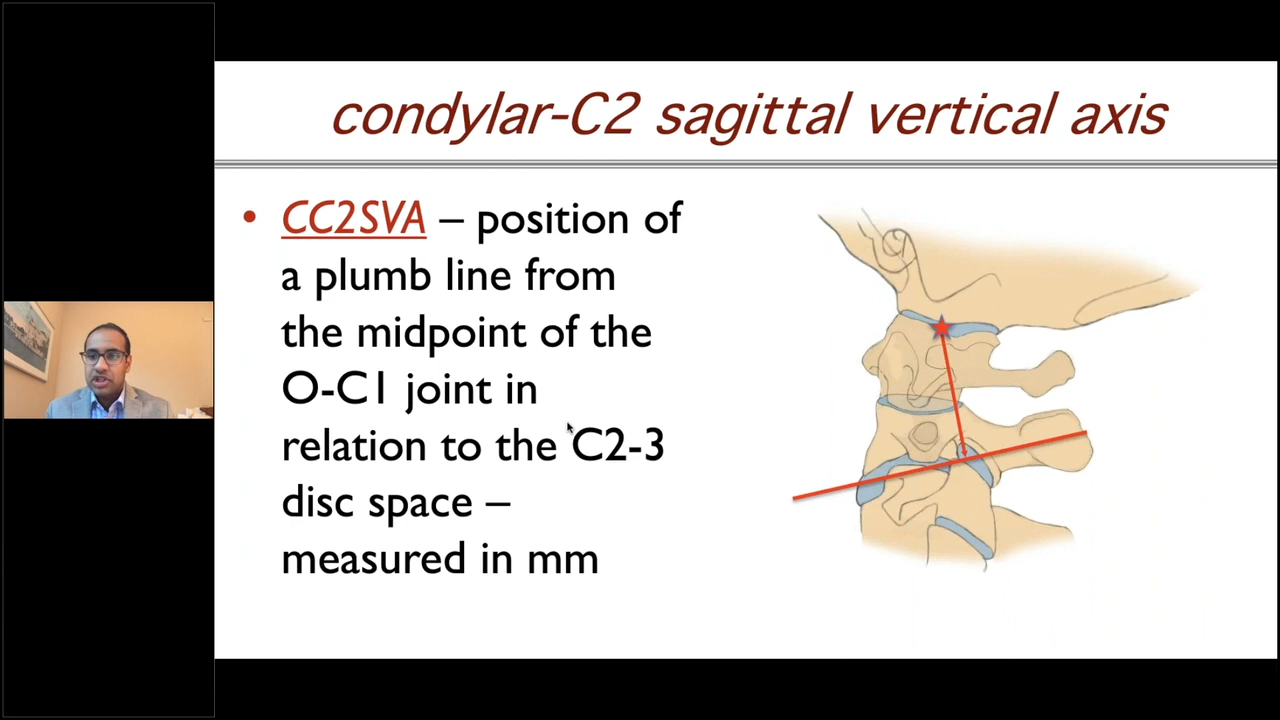 condylar-C2 sagittal vertical axis
• CC2SVA – position of
a plumb line from
the midpoint of the
O-C1 joint in
relation to the C2-3
disc space –
measured in mm